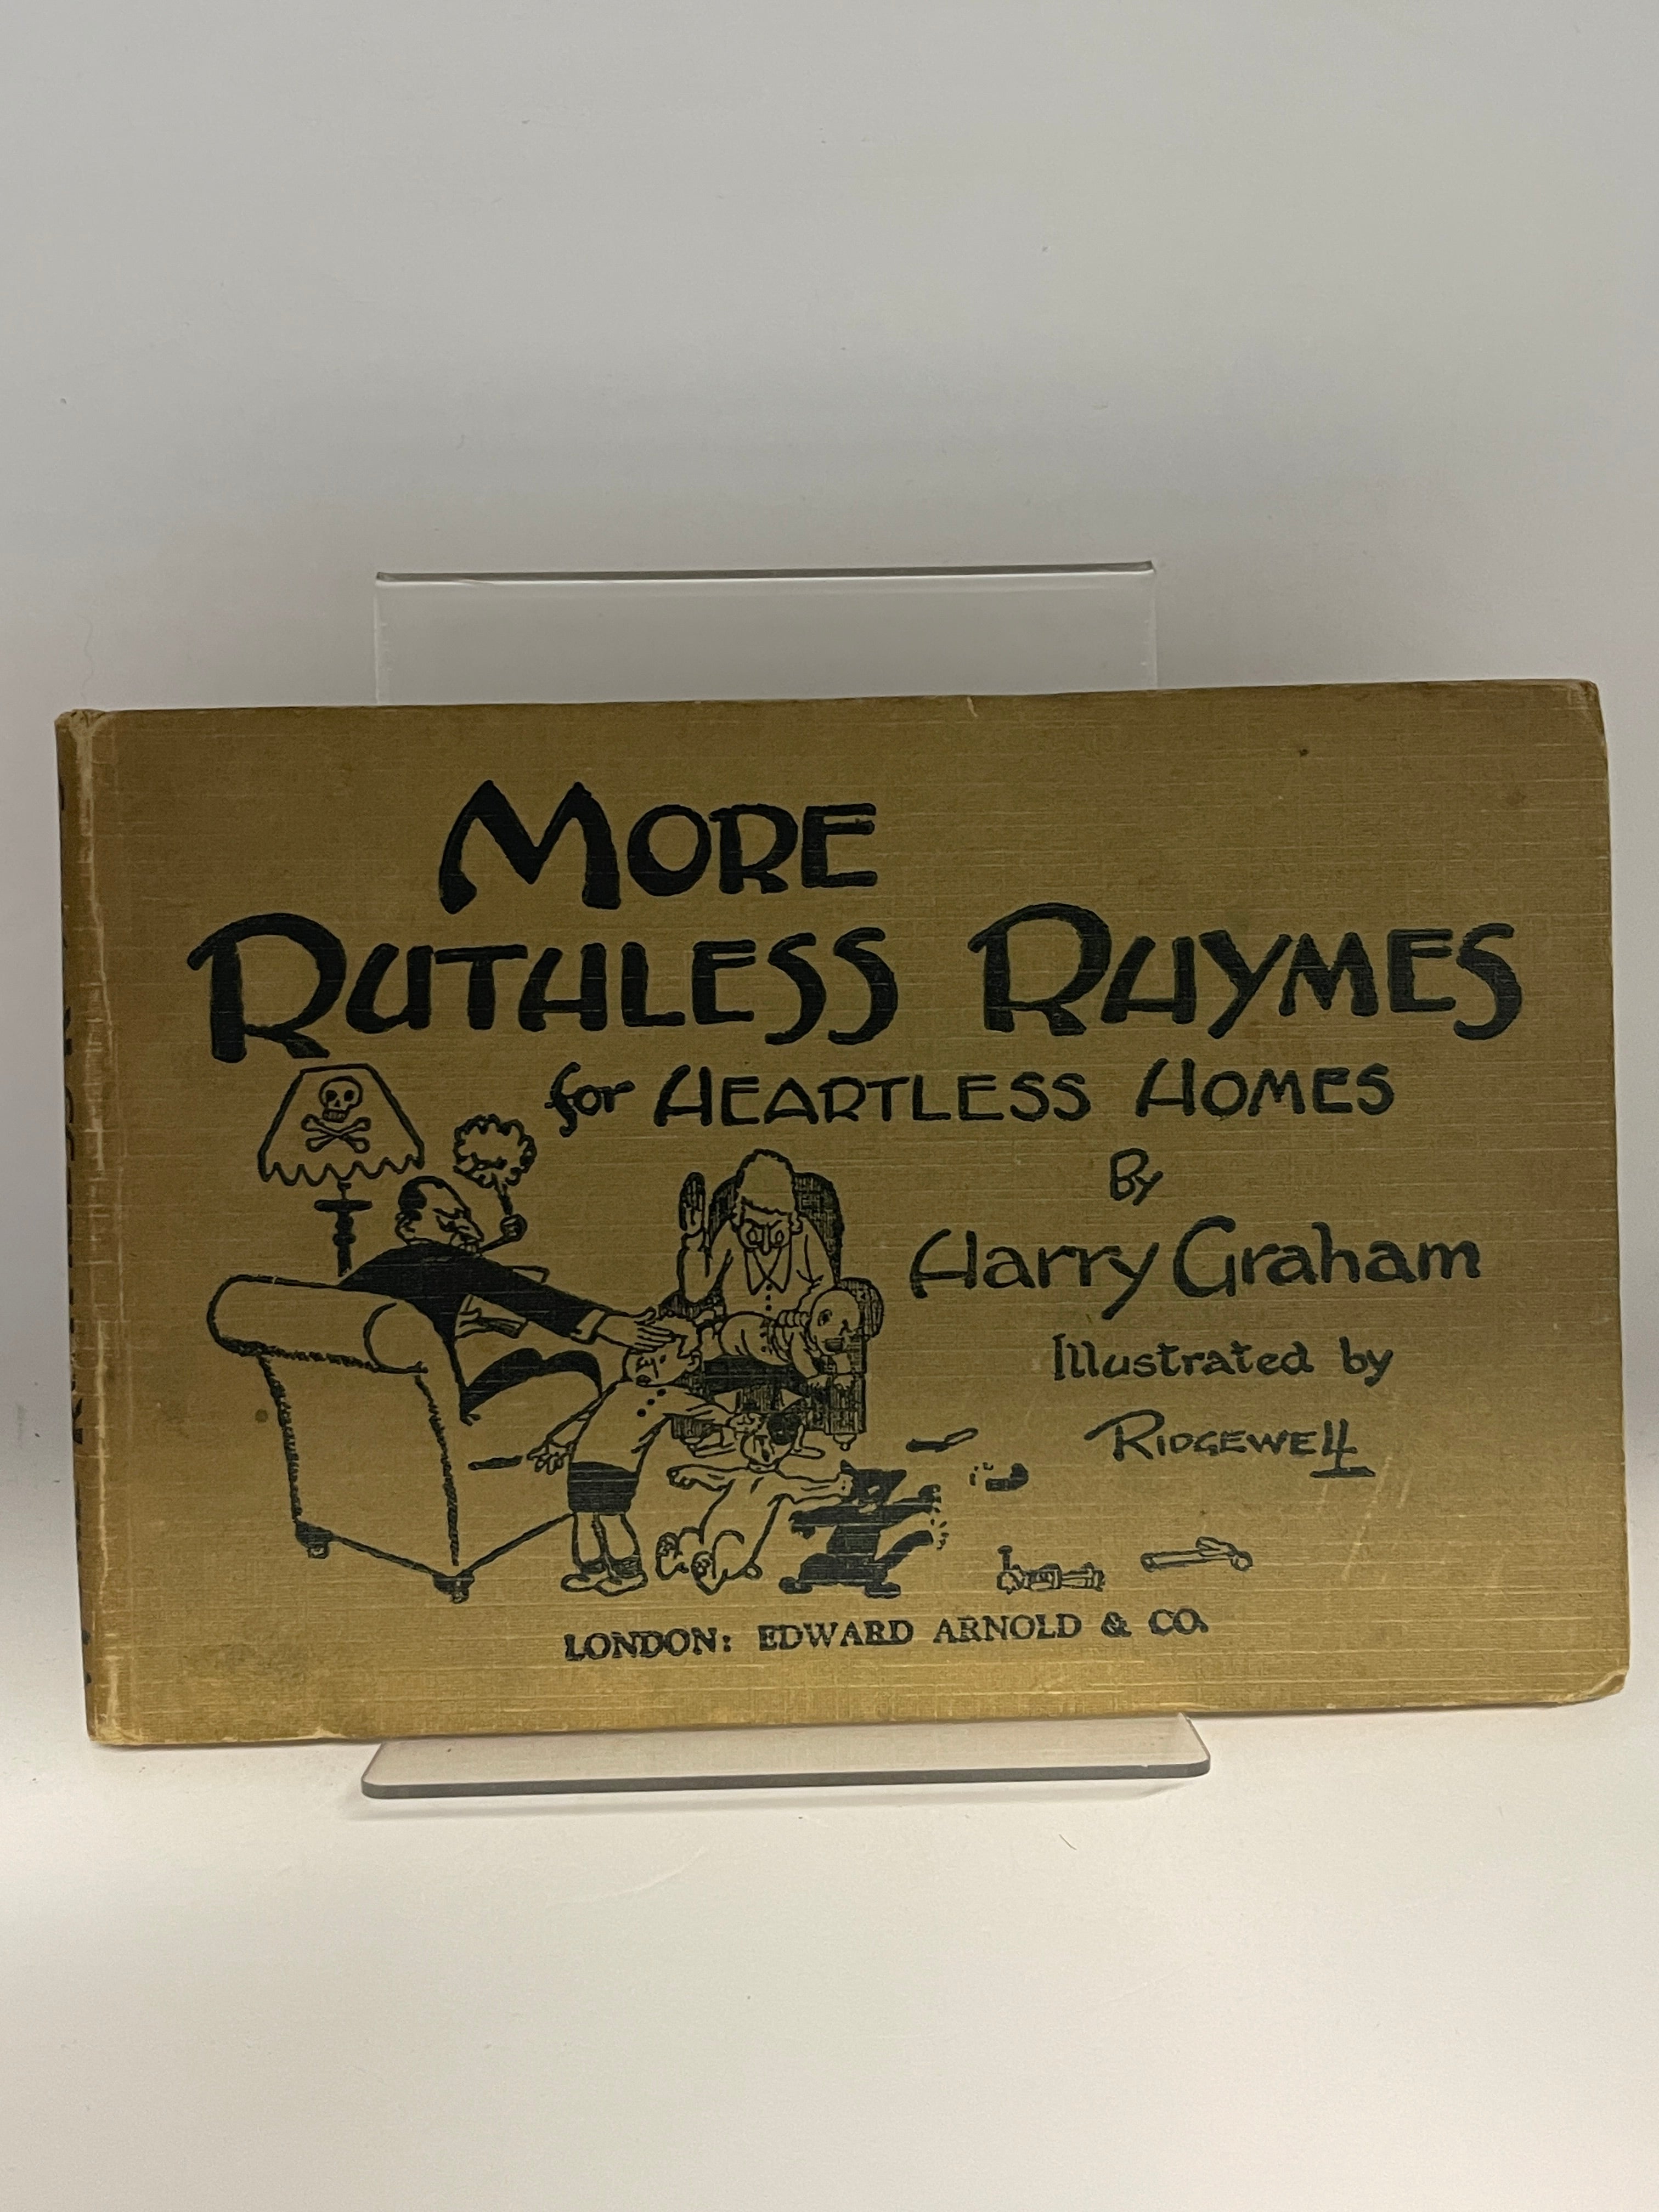 MORE
RUTHLESS RHYMES
for HEARTLESS HOMES
By
Harry Graham
Illustrated by
RIDGEWELL
LONDON: EDWARD ARNOLD & CO.